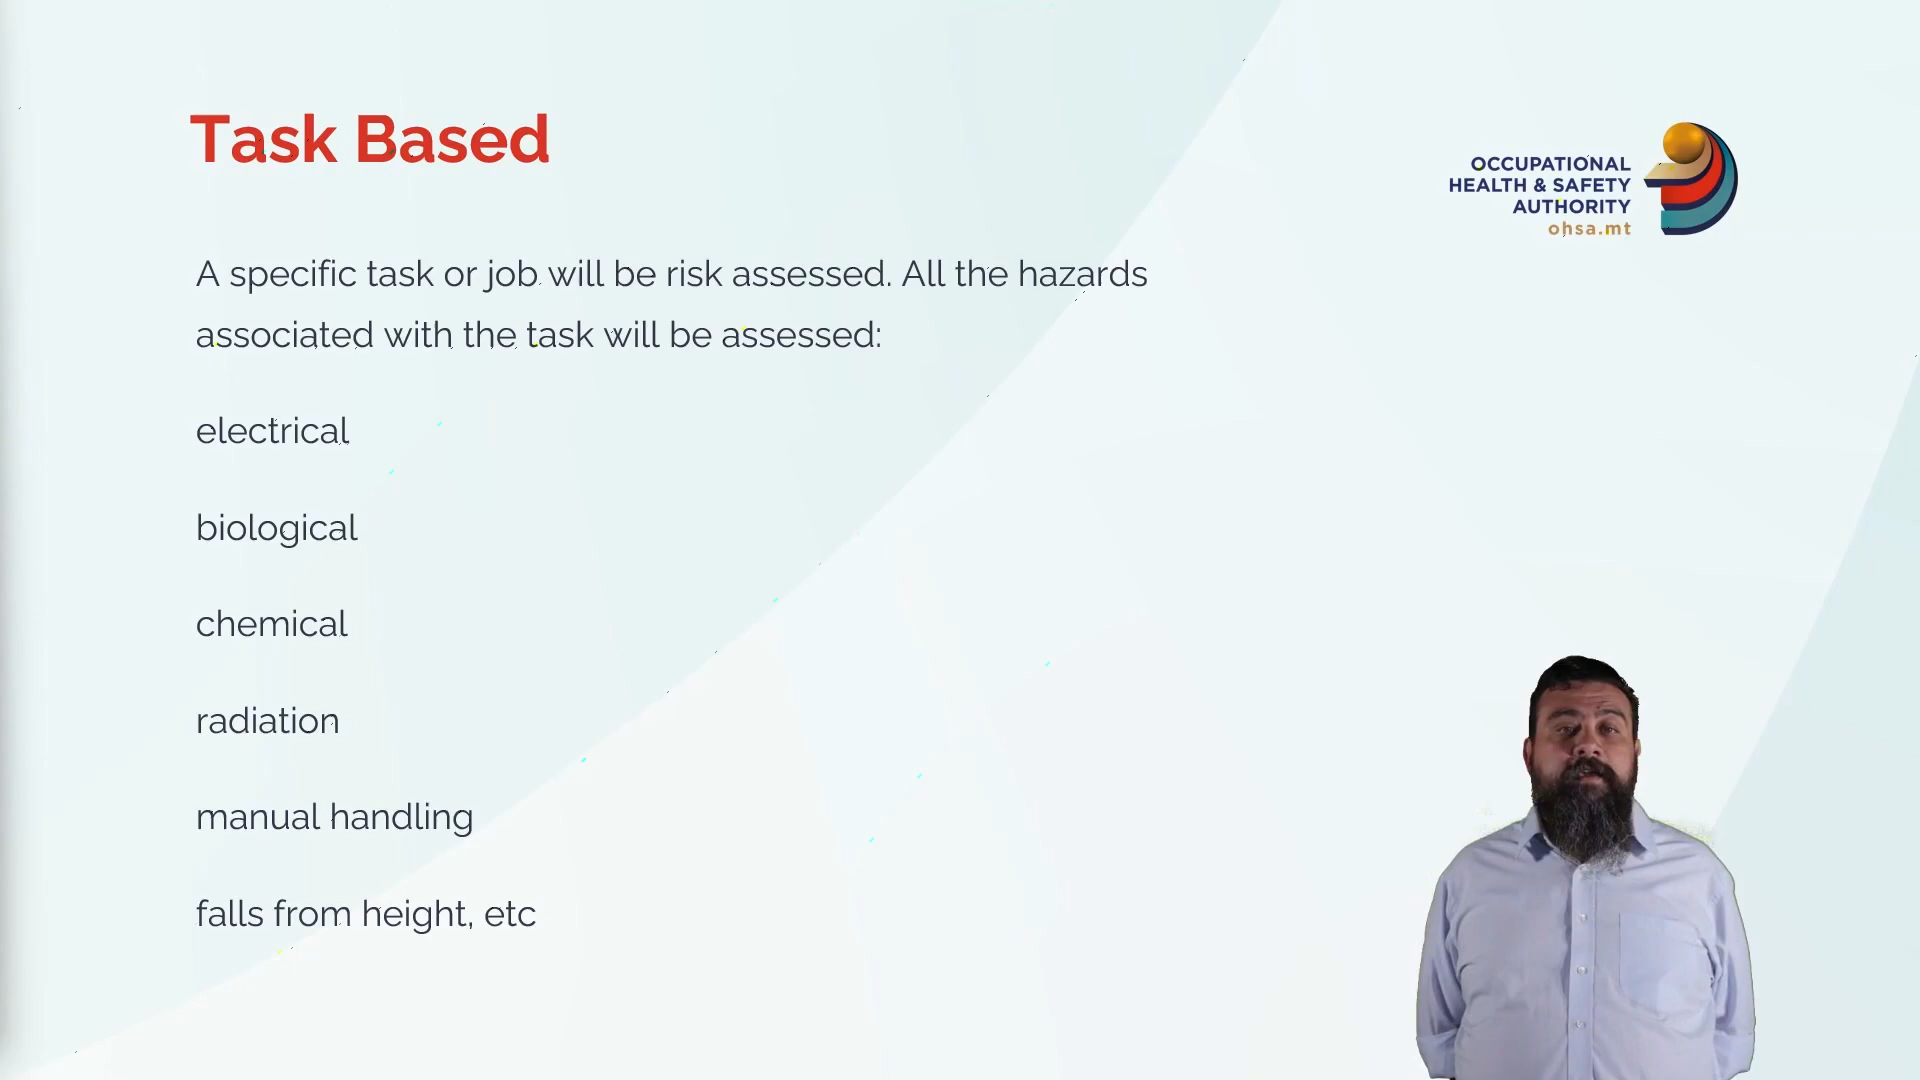 Task Based
OCCUPATIONAL
HEALTH & SAFETY
AUTHORITY
ohsa.mt
A specific task or job will be risk assessed. All the hazards
associated with the task will be assessed:
electrical
biological
chemical
radiation
manual handling
falls from height, etc